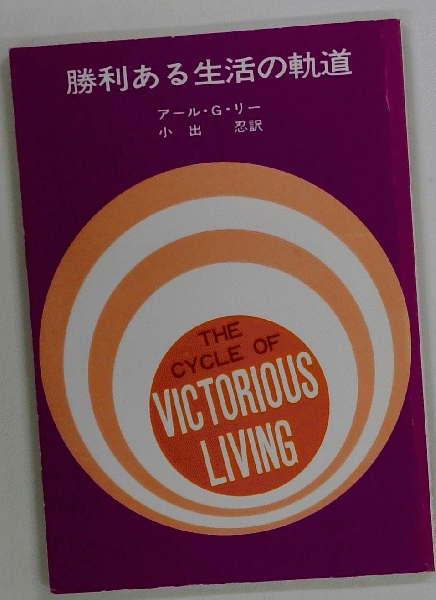 勝利ある生活の軌道
アール・G・リー
小出 忍訳
THE
CYCLE OF
VICTORIOUS
LIVING